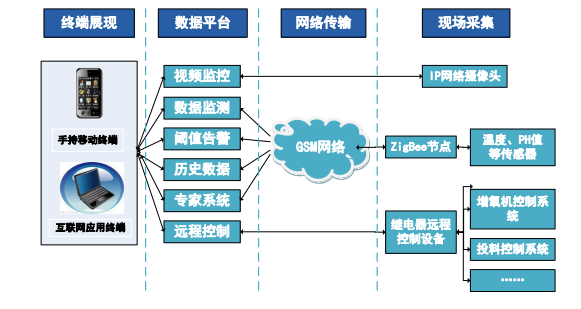 终端展现
数据平台
网络传输
现场采集
手持移动终端
互联网应用终端
视频监控
数据监测
阈值告警
历史数据
专家系统
远程控制
GSM网络
IP网络摄像头
ZigBee节点
温度、PH值
等传感器
继电器远程
控制设备
增氧机控制系
统
投料控制系统
······